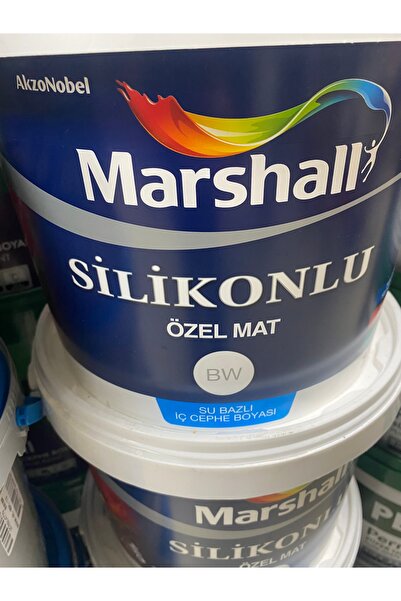 AkzoNobel
Marshall
SİLİKONLU
ÖZEL MAT
BW
SU BAZLI
İÇ CEPHE BOYASI
Marshall
SİLİKONLU
ÖZEL MAT